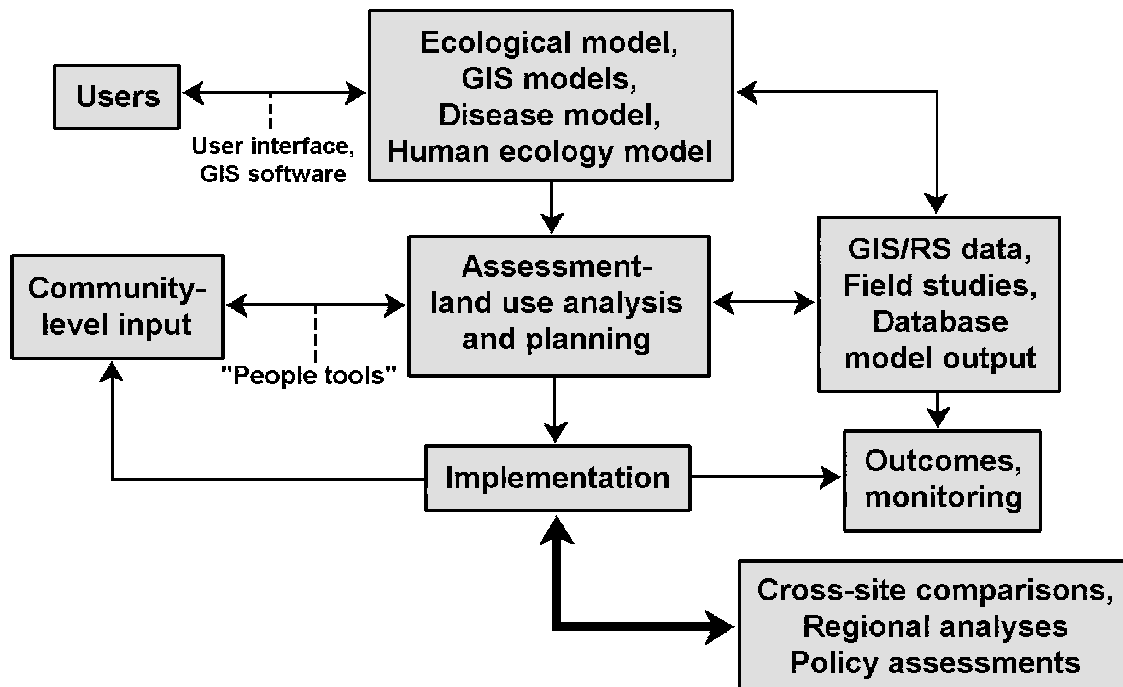 Ecological model,
GIS models,
Disease model,
Human ecology model
Users
User interface,
GIS software
Community-
level input
"People tools"
Assessment-
land use analysis
and planning
GIS/RS data,
Field studies,
Database
model output
Implementation
Outcomes,
monitoring
Cross-site comparisons,
Regional analyses
Policy assessments